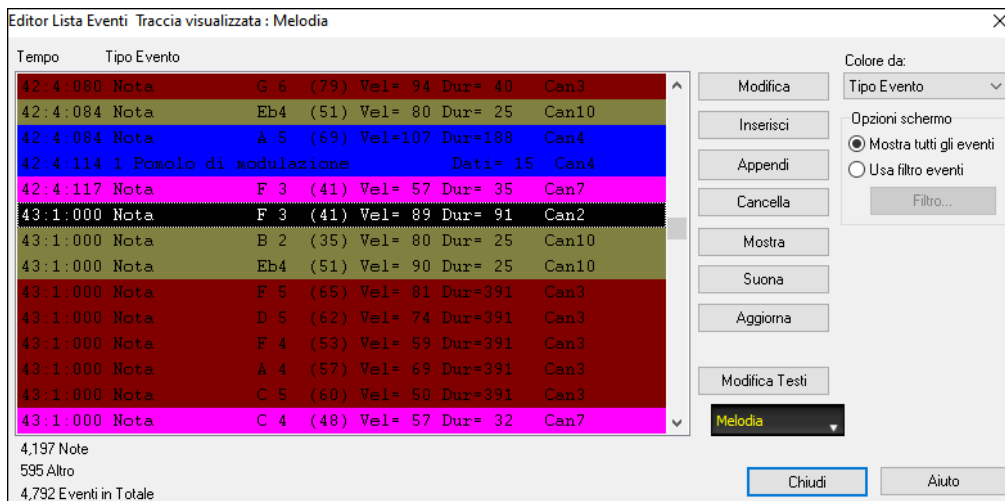 Editor Lista Eventi Traccia visualizzata : Melodia
Tempo Tipo Evento
42:4:080 Nota G 6 (79) Vel= 94 Dur= 40 Can3
42:4:084 Nota Eb4 (51) Vel= 80 Dur= 25 Can10
42:4:084 Nota A 5 (69) Vel=107 Dur=188 Can4
42:4:114 1 Pomolo di modulazione Dati= 15 Can4
42:4:117 Nota F 3 (41) Vel= 57 Dur= 35 Can7
43:1:000 Nota F 3 (41) Vel= 89 Dur= 91 Can2
43:1:000 Nota B 2 (35) Vel= 80 Dur= 25 Can10
43:1:000 Nota Eb4 (51) Vel= 90 Dur= 25 Can10
43:1:000 Nota F 5 (65) Vel= 81 Dur=391 Can3
43:1:000 Nota D 5 (62) Vel= 74 Dur=391 Can3
43:1:000 Nota F 4 (53) Vel= 59 Dur=391 Can3
43:1:000 Nota A 4 (57) Vel= 69 Dur=391 Can3
43:1:000 Nota C 5 (60) Vel= 50 Dur=391 Can3
43:1:000 Nota C 4 (48) Vel= 57 Dur= 32 Can7
4,197 Note
595 Altro
4,792 Eventi in Totale
Modifica
Inserisci
Appendi
Cancella
Mostra
Suona
Aggiorna
Modifica Testi
Melodia
Colore da:
Tipo Evento
Opzioni schermo
Mostra tutti gli eventi
Usa filtro eventi
Filtro...
Chiudi
Aiuto